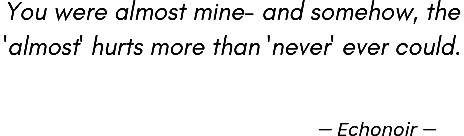 You were almost mine- and somehow, the
'almost' hurts more than 'never' ever could.
— Echonoir —